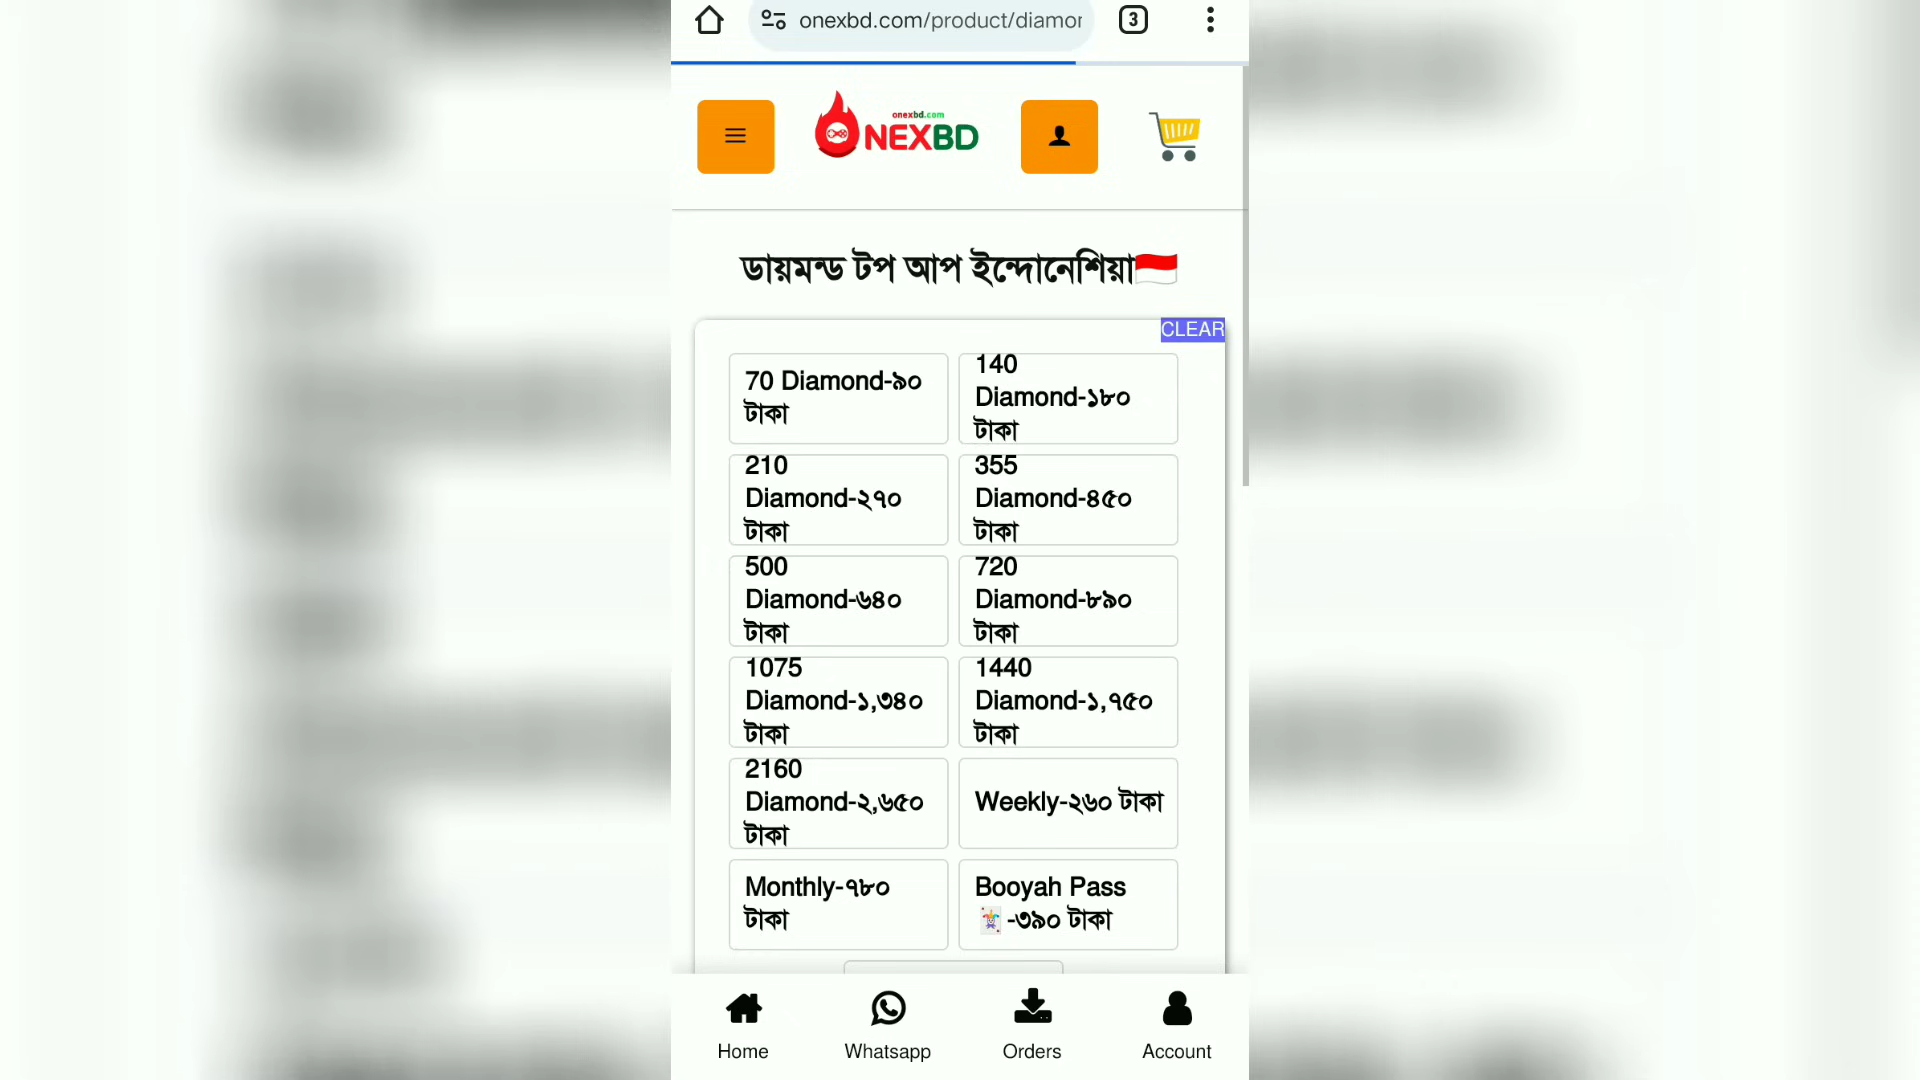 onexbd.com/product/diamor
3
onexbd.com
NEXBD
ডায়মন্ড টপ আপ ইন্দোনেশিয়া🇮🇩
CLEAR
70 Diamond-৯০
টাকা
140
Diamond-১৮০
টাকা
210
Diamond-২৭০
টাকা
355
Diamond-৪৫০
টাকা
500
Diamond-৬৪০
টাকা
720
Diamond-৮৯০
টাকা
1075
Diamond-১,৩৪০
টাকা
1440
Diamond-১,৭৫০
টাকা
2160
Diamond-২,৬৫০
টাকা
Weekly-২৬০ টাকা
Monthly-৭৮০
টাকা
Booyah Pass
🃏-৩৯০ টাকা
Home
Whatsapp
Orders
Account